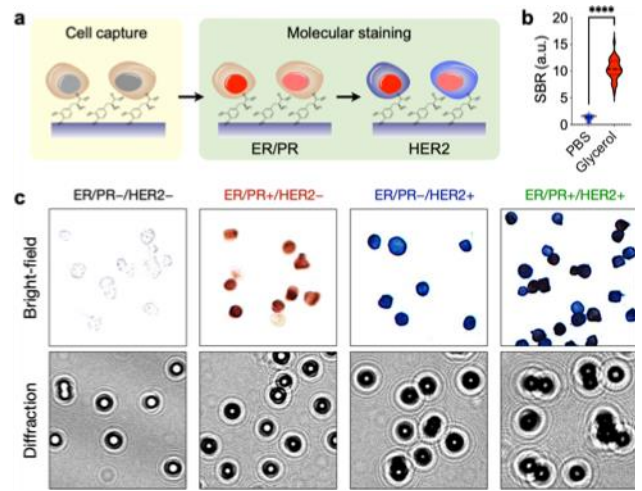 a
Cell capture
Molecular staining
ER/PR
HER2
b
****
SBR (a.u.)
20
15
10
5
0
PBS
Glycerol
c
ER/PR−/HER2−
ER/PR+/HER2−
ER/PR−/HER2+
ER/PR+/HER2+
Bright-field
Diffraction